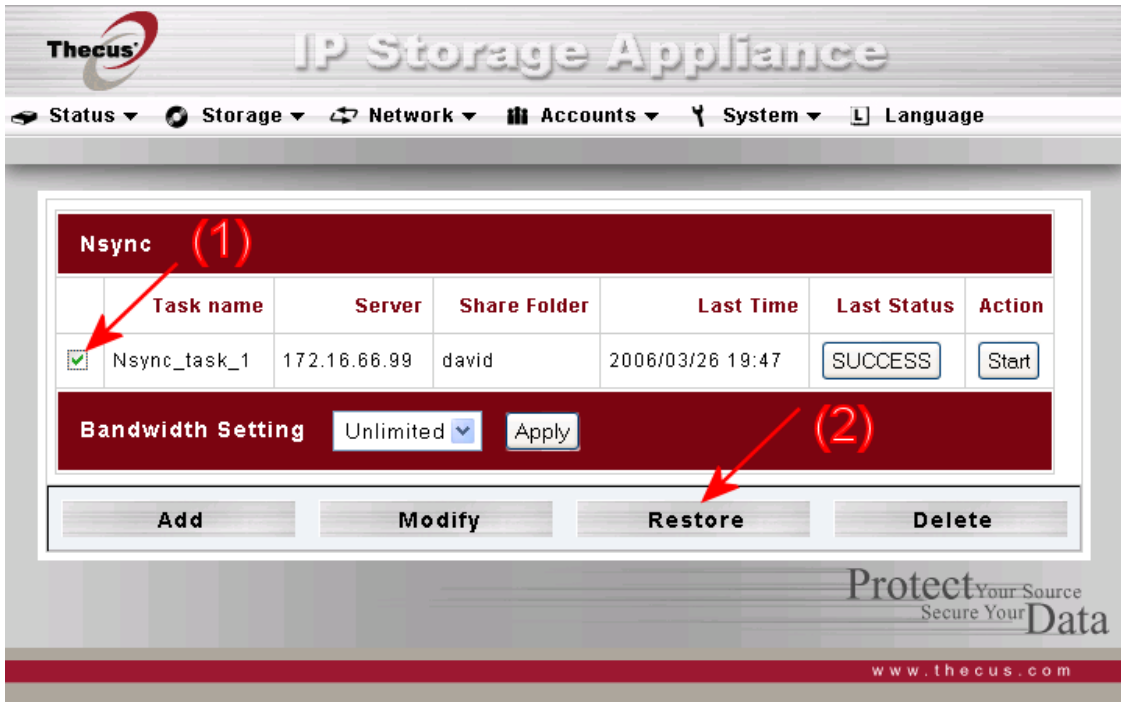 Thecus
IP Storage Appliance
Status Storage Network Accounts System L Language
Nsync (1)
Task name Server Share Folder Last Time Last Status Action
Nsync_task_1 172.16.66.99 david 2006/03/26 19:47 SUCCESS Start
Bandwidth Setting Unlimited Apply (2)
Add Modify Restore Delete
Protect Your Source
Secure Your Data
www.thecus.com